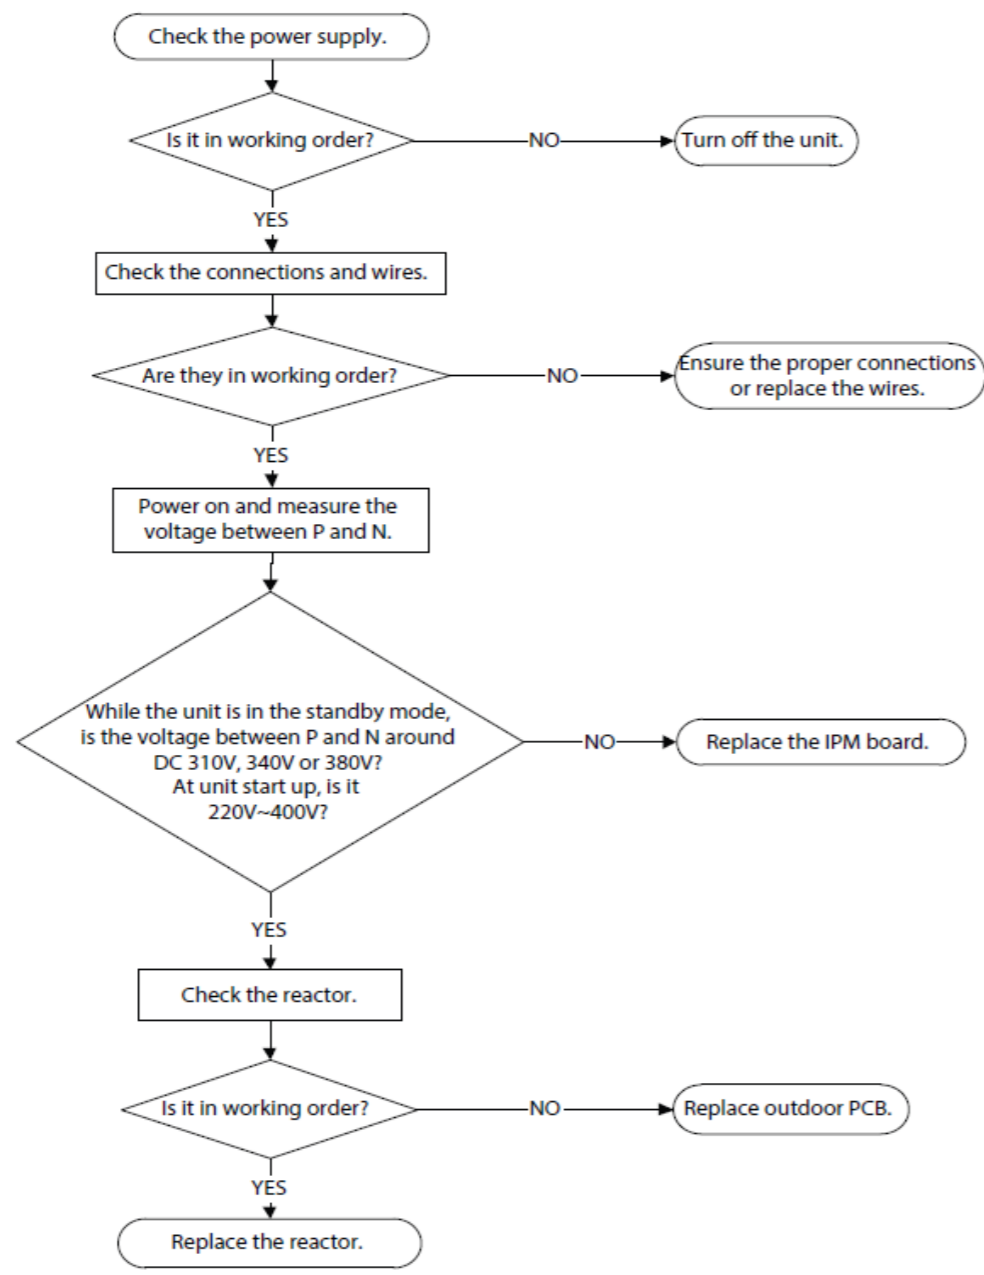 Check the power supply.
Is it in working order?
NO
Turn off the unit.
YES
Check the connections and wires.
Are they in working order?
NO
Ensure the proper connections
or replace the wires.
YES
Power on and measure the
voltage between P and N.
While the unit is in the standby mode,
is the voltage between P and N around
DC 310V, 340V or 380V?
At unit start up, is it
220V~400V?
NO
Replace the IPM board.
YES
Check the reactor.
Is it in working order?
NO
Replace outdoor PCB.
YES
Replace the reactor.